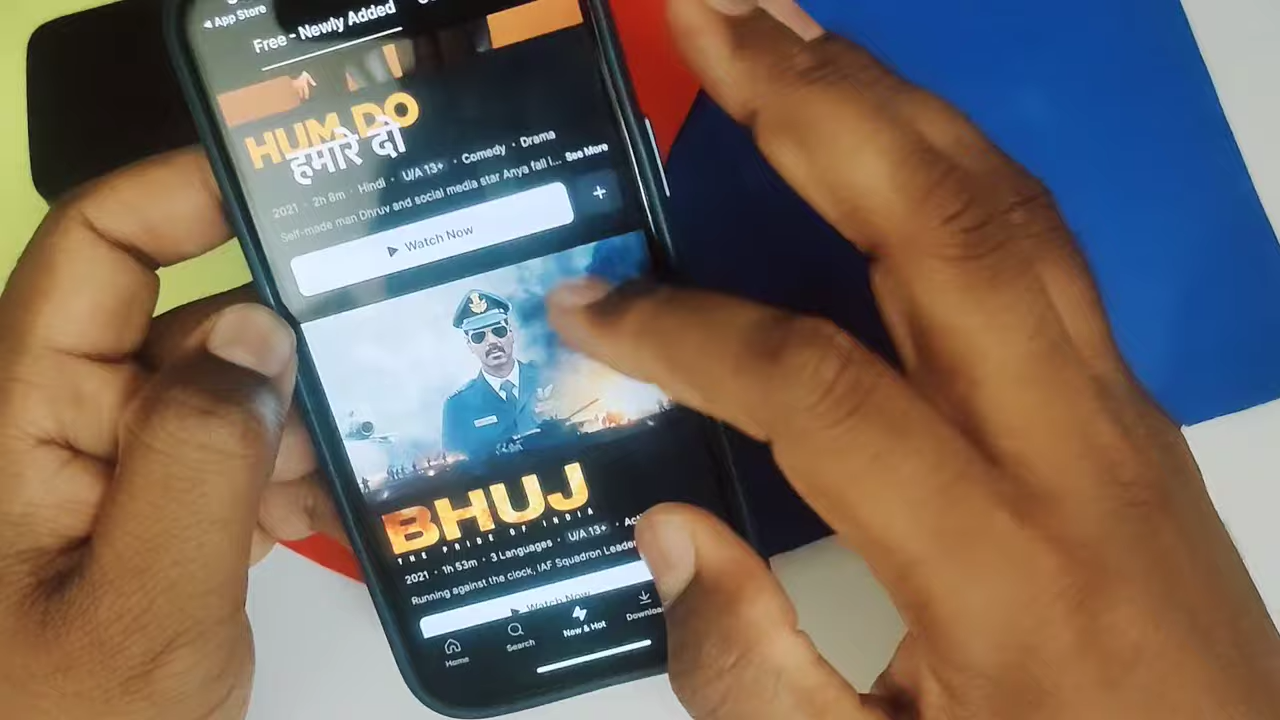 App Store
Free - Newly Added
HUM DO
हमारे दो
2021 · 2h 8m · Hindi · U/A 13+ · Comedy · Drama
Self-made man Dhruv and social media star Anya fall i... See More
Watch Now
BHUJ
THE PRIDE OF INDIA
2021 · 1h 53m · 3 Languages · U/A 13+ ·
Running against the clock, IAF Squadron Leader
Watch Now
Home Search New & Hot